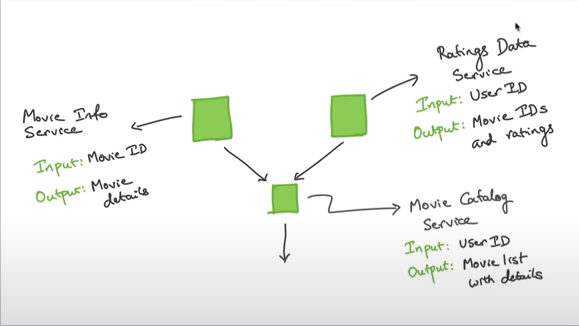 Movie Info
Service
Input: Movie ID
Output: Movie
details
Ratings Data
Service
Input: User ID
Output: Movie IDs
and ratings
Movie Catalog
Service
Input: User ID
Output: Movie list
with details